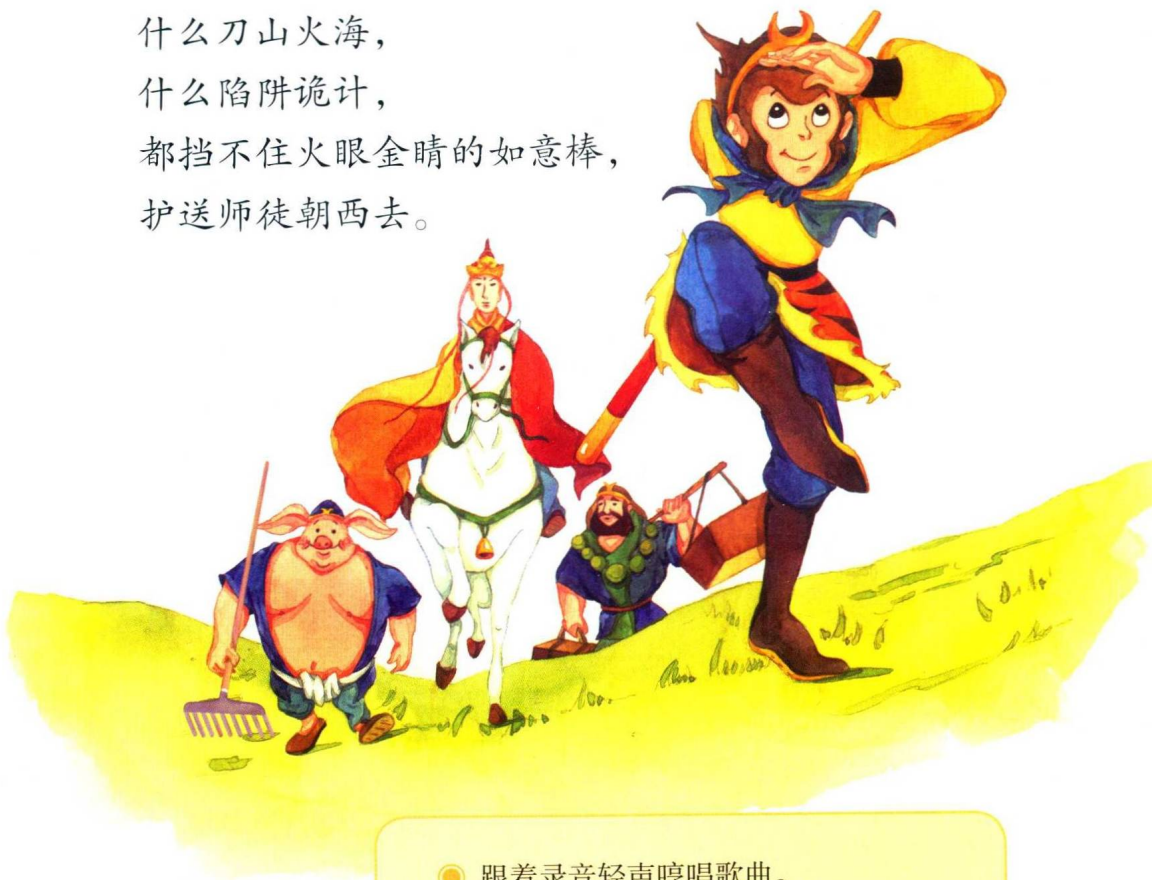 什么刀山火海，
什么陷阱诡计，
都挡不住火眼金睛的如意棒，
护送师徒朝西去。
跟着录音轻声哼唱歌曲。